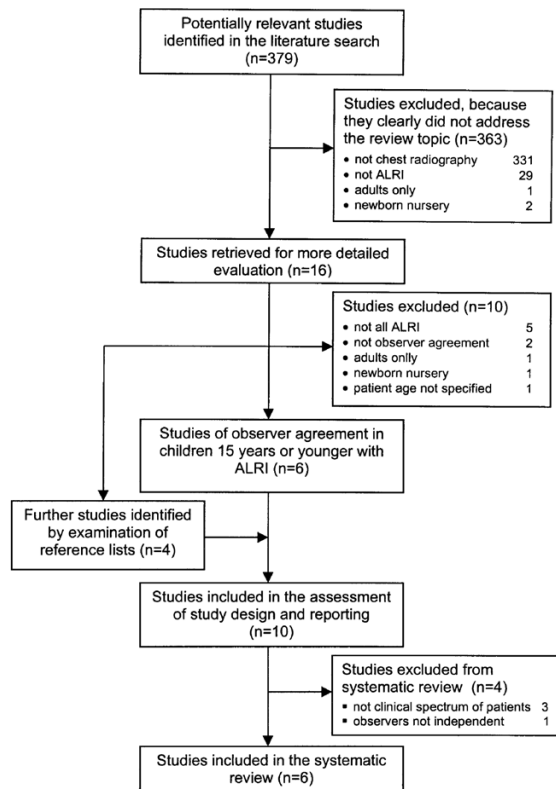 Potentially relevant studies
identified in the literature search
(n=379)
Studies excluded, because
they clearly did not address
the review topic (n=363)
• not chest radiography 331
• not ALRI 29
• adults only 1
• newborn nursery 2
Studies retrieved for more detailed
evaluation (n=16)
Studies excluded (n=10)
• not all ALRI 5
• not observer agreement 2
• adults onlly 1
• newborn nursery 1
• patient age not specified 1
Studies of observer agreement in
children 15 years or younger with
ALRI (n=6)
Further studies identified
by examination of
reference lists (n=4)
Studies included in the assessment
of study design and reporting
(n=10)
Studies excluded from
systematic review (n=4)
▪ not clinical spectrum of patients 3
▪ observers not independent 1
Studies included in the systematic
review (n=6)